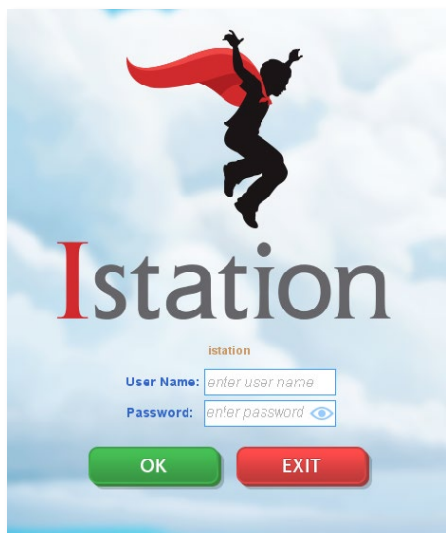 Istation
istation
User Name: enter user name
Password: enter password
OK EXIT